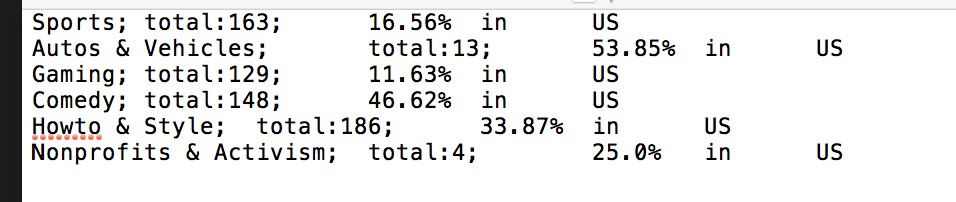 Sports; total:163; 16.56% in US
Autos & Vehicles; total:13; 53.85% in US
Gaming; total:129; 11.63% in US
Comedy; total:148; 46.62% in US
Howto & Style; total:186; 33.87% in US
Nonprofits & Activism; total:4; 25.0% in US